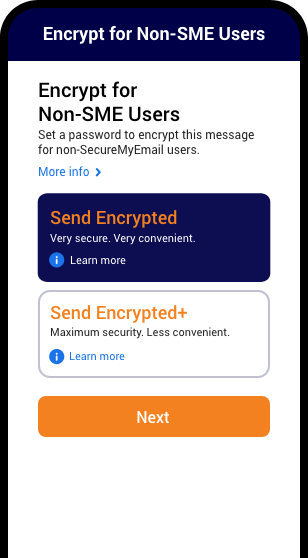 Encrypt for Non-SME Users
Encrypt for
Non-SME Users
Set a password to encrypt this message
for non-SecureMyEmail users.
More info
Send Encrypted
Very secure. Very convenient.
Learn more
Send Encrypted+
Maximum security. Less convenient.
Learn more
Next